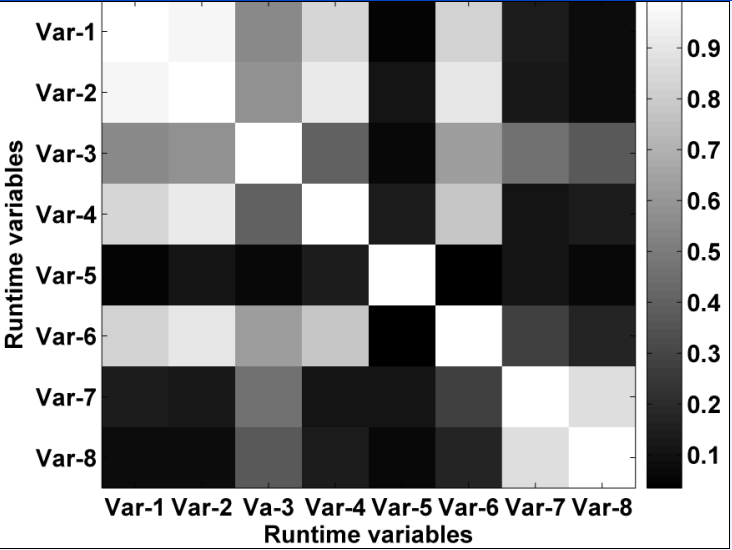 Var-1
Var-2
Var-3
Var-4
Var-5
Var-6
Var-7
Var-8
Runtime variables
Var-1 Var-2 Va-3 Var-4 Var-5 Var-6 Var-7 Var-8
Runtime variables
0.9
0.8
0.7
0.6
0.5
0.4
0.3
0.2
0.1